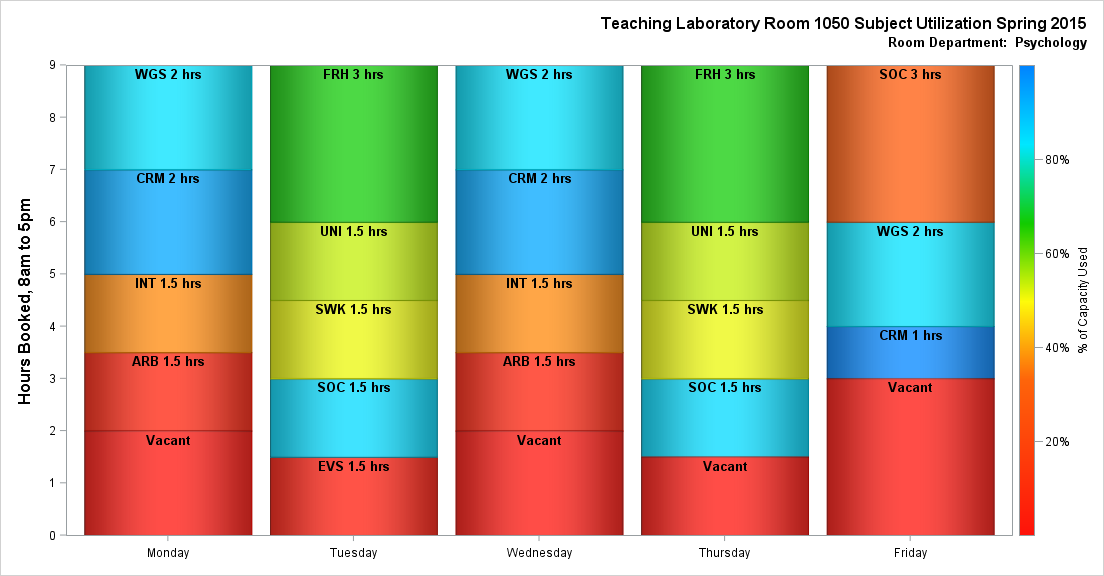 Teaching Laboratory Room 1050 Subject Utilization Spring 2015
Room Department: Psychology
Hours Booked, 8am to 5pm
9
8
7
6
5
4
3
2
1
0
WGS 2 hrs
CRM 2 hrs
INT 1.5 hrs
ARB 1.5 hrs
Vacant
Monday
FRH 3 hrs
UNI 1.5 hrs
SWK 1.5 hrs
SOC 1.5 hrs
EVS 1.5 hrs
Tuesday
WGS 2 hrs
CRM 2 hrs
INT 1.5 hrs
ARB 1.5 hrs
Vacant
Wednesday
FRH 3 hrs
UNI 1.5 hrs
SWK 1.5 hrs
SOC 1.5 hrs
Vacant
Thursday
SOC 3 hrs
WGS 2 hrs
CRM 1 hrs
Vacant
Friday
80%
60%
40%
20%
% of Capacity Used